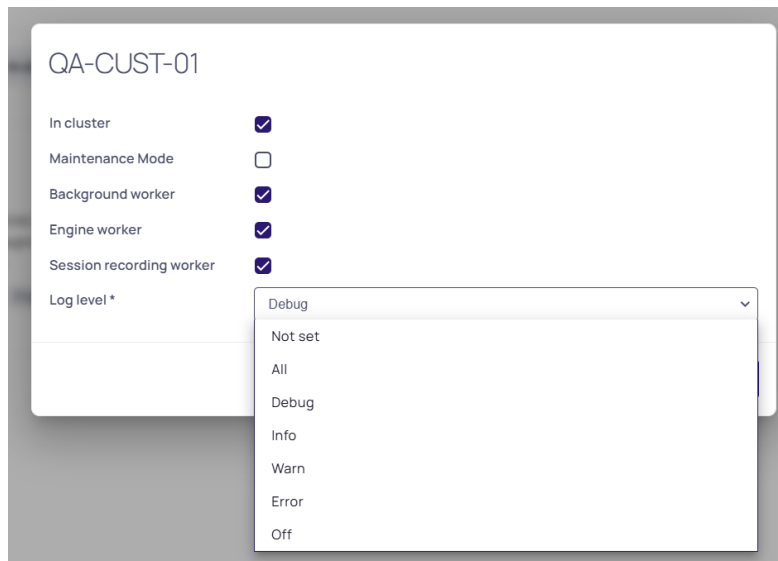 QA-CUST-01
In cluster
Maintenance Mode
Background worker
Engine worker
Session recording worker
Log level *
Debug
Not set
All
Debug
Info
Warn
Error
Off